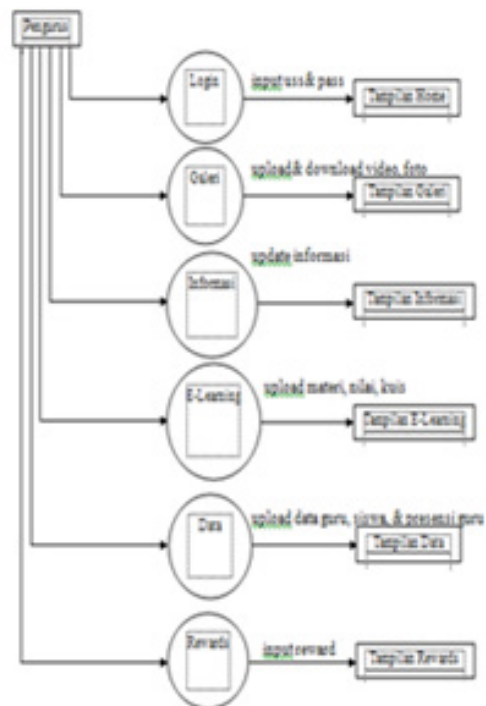 Pengurus
Login
input uss & pass
Tampilan Home
Galeri
upload & download video, foto
Tampilan Galeri
update informasi
Informasi
Tampilan Informasi
E-Learning
upload materi, nilai, kuis
Tampilan E-Learning
Data
upload data guru, siswa, & presensi guru
Tampilan Data
Rewards
input reward
Tampilan Rewards